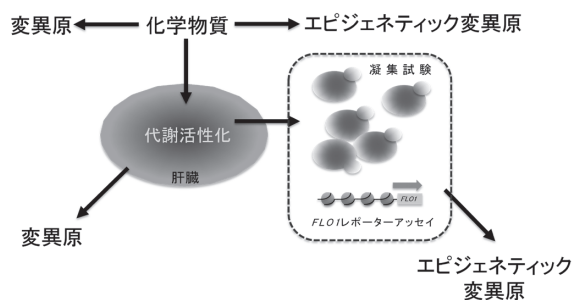 変異原
化学物質
エピジェネティック変異原
凝集試験
代謝活性化
肝臓
FLO1
FLO1レポーターアッセイ
変異原
エピジェネティック
変異原